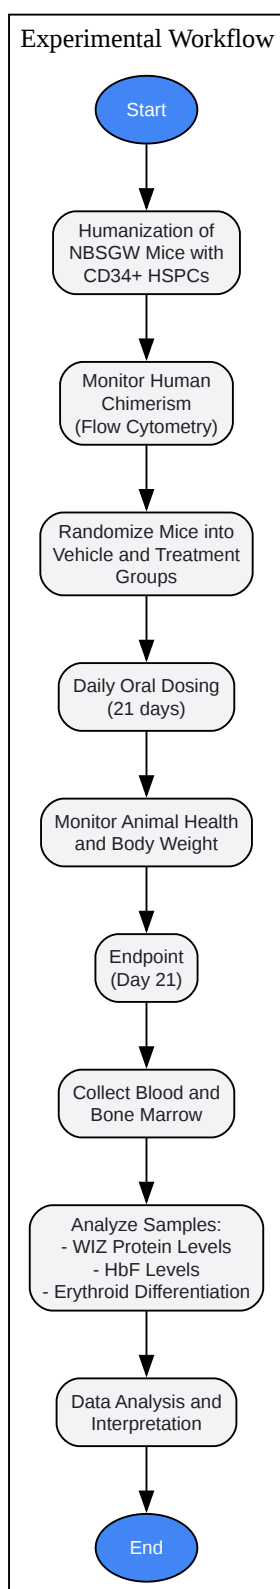 Experimental Workflow
Start
Humanization of
NBSGW Mice with
CD34+ HSPCs
Monitor Human
Chimerism
(Flow Cytometry)
Randomize Mice into
Vehicle and Treatment
Groups
Daily Oral Dosing
(21 days)
Monitor Animal Health
and Body Weight
Endpoint
(Day 21)
Collect Blood and
Bone Marrow
Analyze Samples:
- WIZ Protein Levels
- HbF Levels
- Erythroid Differentiation
Data Analysis and
Interpretation
End